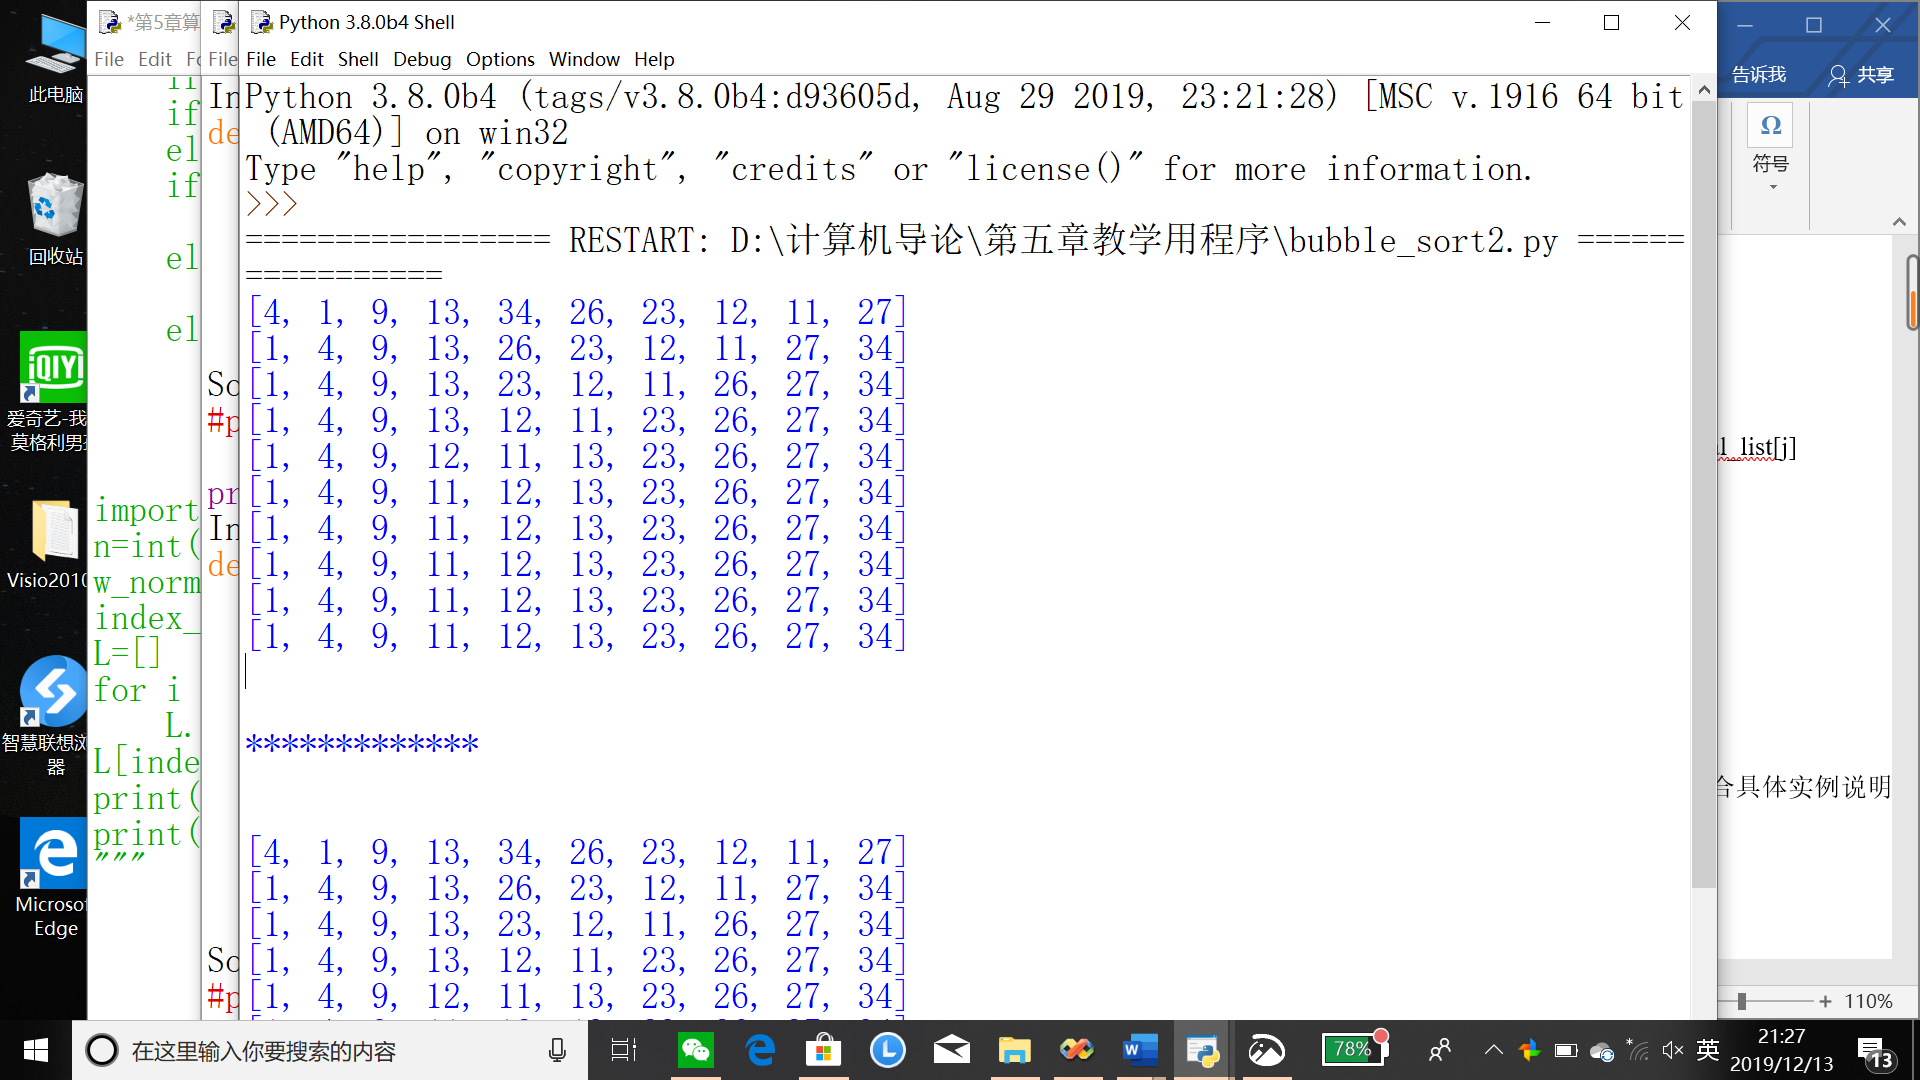 Python 3.8.0b4 Shell
File Edit Shell Debug Options Window Help
Python 3.8.0b4 (tags/v3.8.0b4:d93605d, Aug 29 2019, 23:21:28) [MSC v.1916 64 bit
(AMD64)] on win32
Type "help", "copyright", "credits" or "license()" for more information.
>>>
================= RESTART: D:\计算机导论\第五章教学用程序\bubble_sort2.py ======
===========
[4, 1, 9, 13, 34, 26, 23, 12, 11, 27]
[1, 4, 9, 13, 26, 23, 12, 11, 27, 34]
[1, 4, 9, 13, 23, 12, 11, 26, 27, 34]
[1, 4, 9, 13, 12, 11, 23, 26, 27, 34]
[1, 4, 9, 12, 11, 13, 23, 26, 27, 34]
[1, 4, 9, 11, 12, 13, 23, 26, 27, 34]
[1, 4, 9, 11, 12, 13, 23, 26, 27, 34]
[1, 4, 9, 11, 12, 13, 23, 26, 27, 34]
[1, 4, 9, 11, 12, 13, 23, 26, 27, 34]
[1, 4, 9, 11, 12, 13, 23, 26, 27, 34]
*************
[4, 1, 9, 13, 34, 26, 23, 12, 11, 27]
[1, 4, 9, 13, 26, 23, 12, 11, 27, 34]
[1, 4, 9, 13, 23, 12, 11, 26, 27, 34]
[1, 4, 9, 13, 12, 11, 23, 26, 27, 34]
[1, 4, 9, 12, 11, 13, 23, 26, 27, 34]
*第5章算
File Edit
if
el
if
el
el
import
n=int(
w_norm
index_
L=[]
for i
L.
L[inde
print(
print(
"""
File
In
de
So
#p
pr
In
de
So
#p
此电脑
回收站
爱奇艺-我
莫格利男
Visio2010
智慧联想浏
器
Microsof
Edge
QIYI
告诉我
共享
Ω
符号
_list[j]
合具体实例说明
110%
在这里输入你要搜索的内容
78%
英
21:27
2019/12/13
13